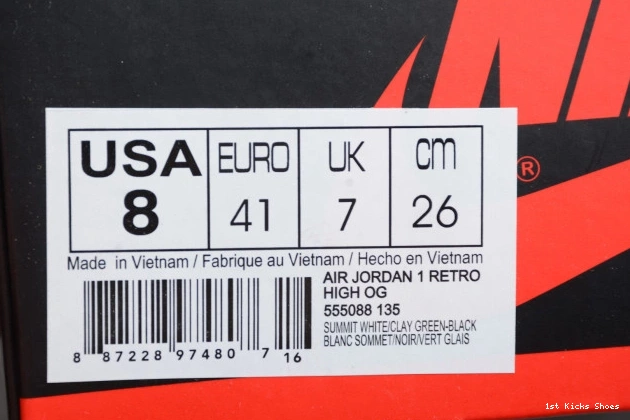 USA EURO UK cm
8 41 7 26
Made in Vietnam / Fabrique au Vietnam / Hecho en Vietnam
AIR JORDAN 1 RETRO
HIGH OG
555088 135
SUMMIT WHITE/CLAY GREEN-BLACK
BLANC SOMMET/NOIR/VERT GLAIS
8 87228 97480 7 16
®
1st Kicks Shoes